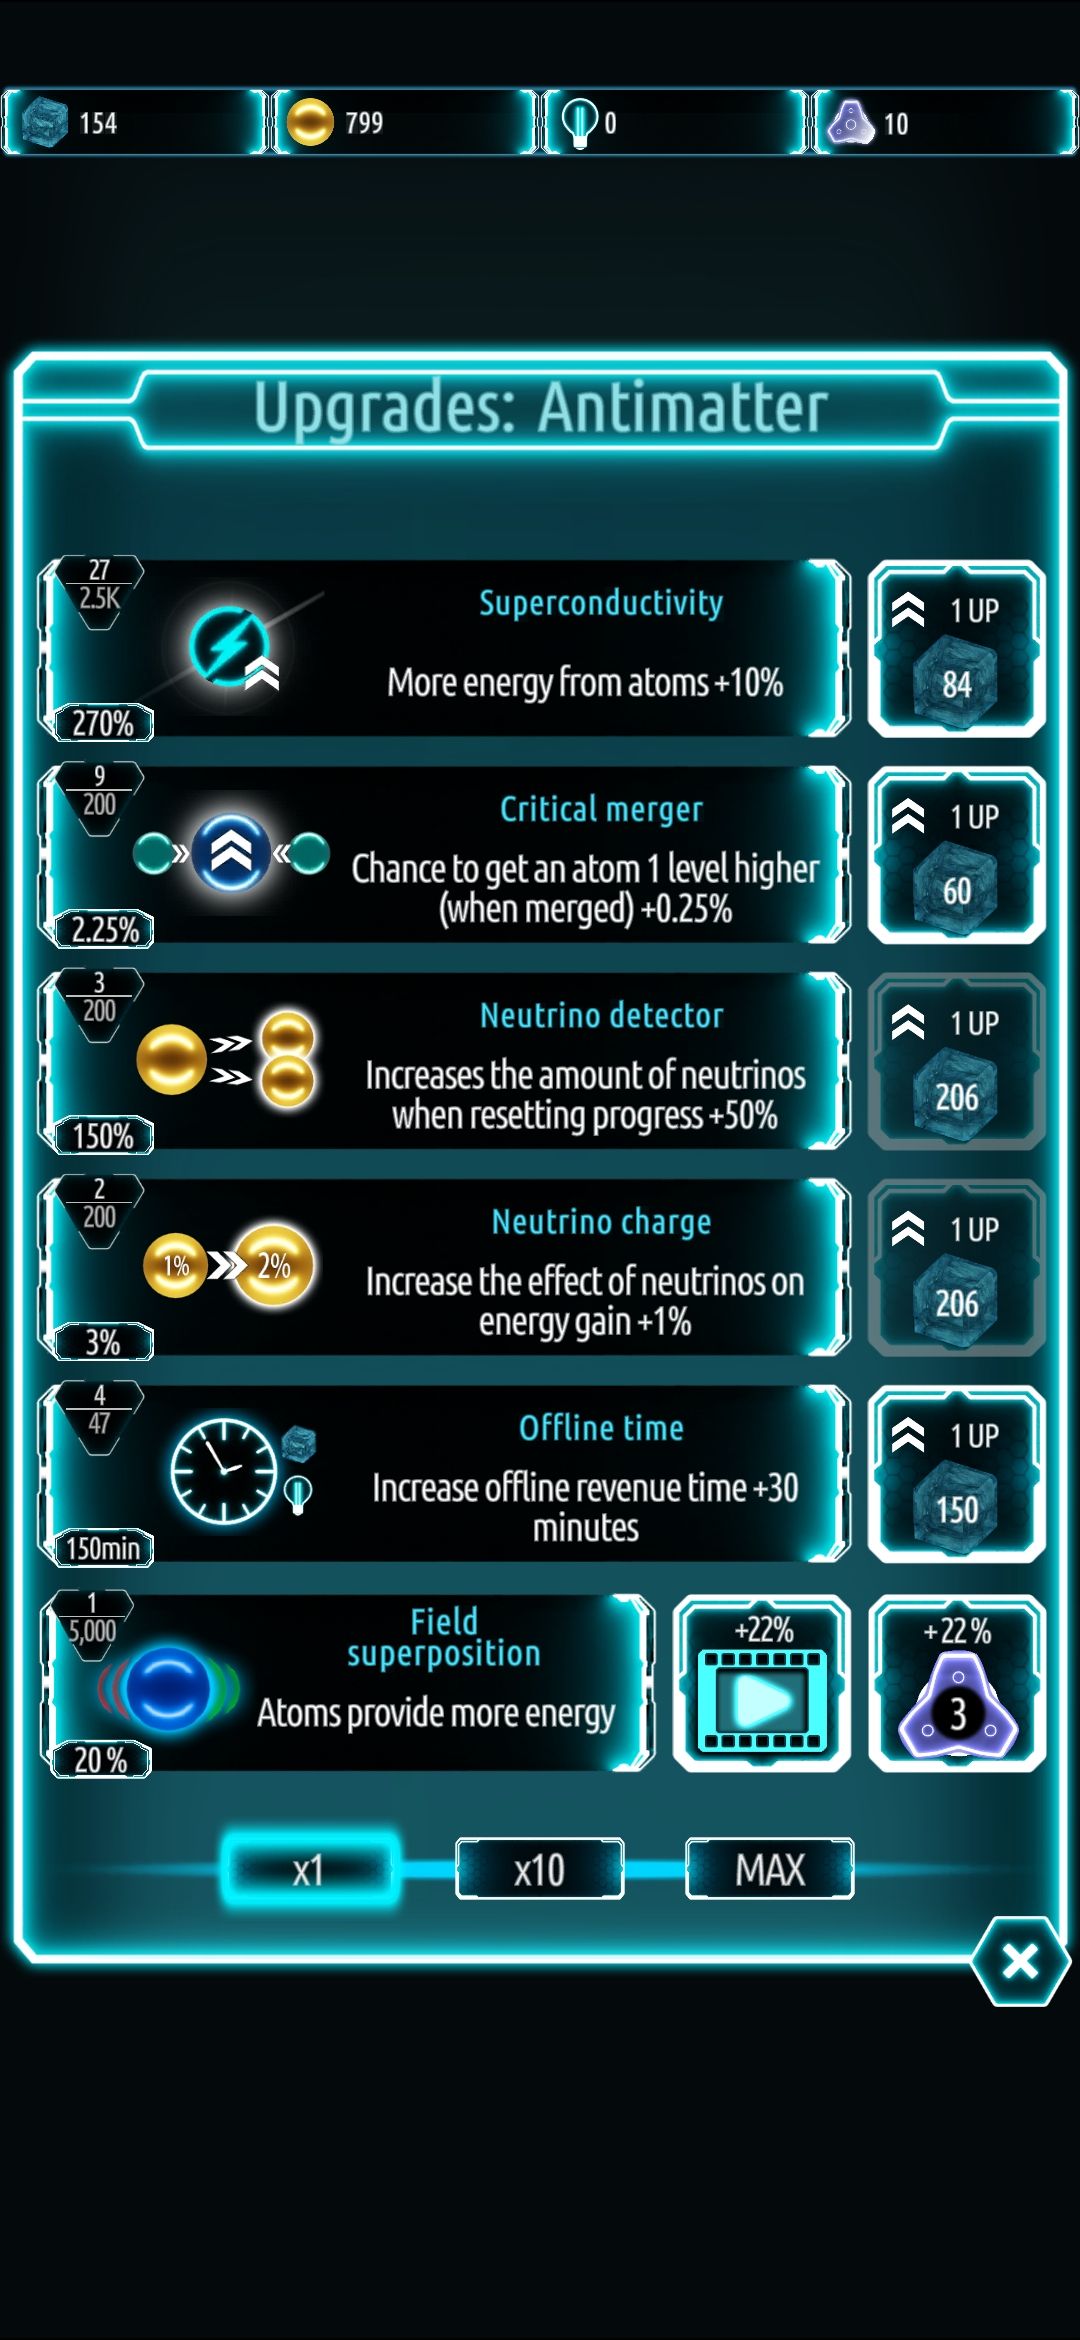 154
799
0
10
Upgrades: Antimatter
27
2.5K
270%
Superconductivity
More energy from atoms +10%
1 UP
84
9
200
2.25%
Critical merger
Chance to get an atom 1 level higher
(when merged) +0.25%
1 UP
60
3
200
150%
Neutrino detector
Increases the amount of neutrinos
when resetting progress +50%
1 UP
206
2
200
3%
1%
2%
Neutrino charge
Increase the effect of neutrinos on
energy gain +1%
1 UP
206
4
47
150min
Offline time
Increase offline revenue time +30
minutes
1 UP
150
1
5,000
20 %
Field
superposition
Atoms provide more energy
+22%
+22 %
3
x1
x10
MAX